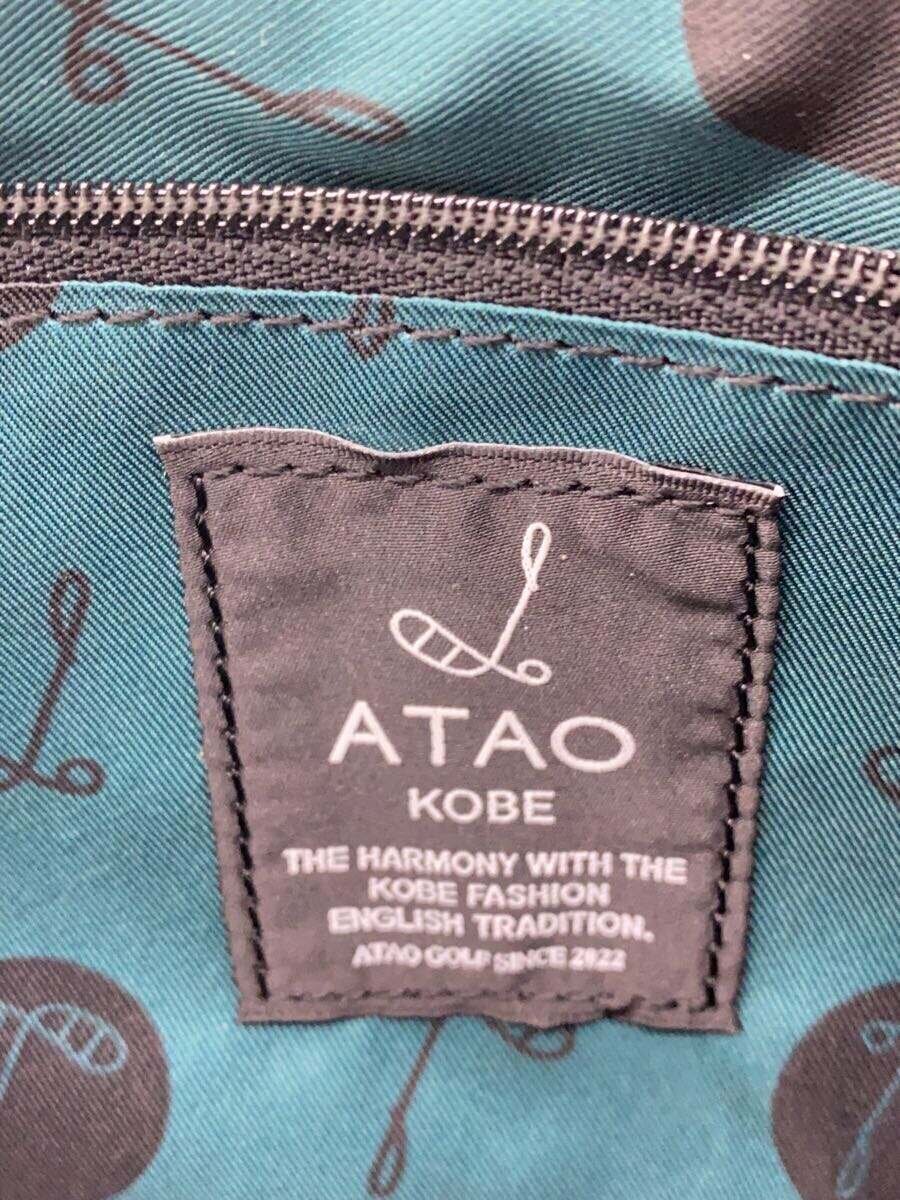 ATAO
KOBE
THE HARMONY WITH THE
KOBE FASHION
ENGLISH TRADITION.
ATAO GOLF SINCE 2022